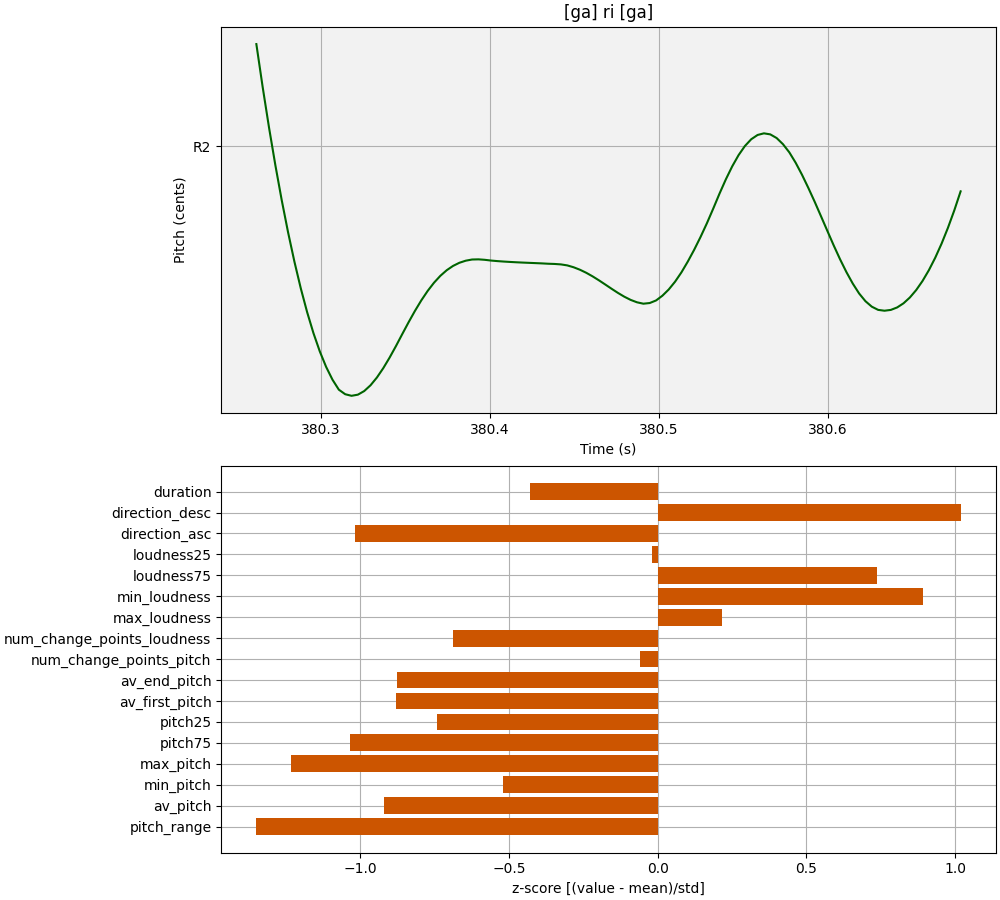 [ga] ri [ga]
R2
Pitch (cents)
380.3 380.4 380.5 380.6
Time (s)
duration
direction_desc
direction_asc
loudness25
loudness75
min_loudness
max_loudness
num_change_points_loudness
num_change_points_pitch
av_end_pitch
av_first_pitch
pitch25
pitch75
max_pitch
min_pitch
av_pitch
pitch_range
−1.0 −0.5 0.0 0.5 1.0
z-score [(value - mean)/std]